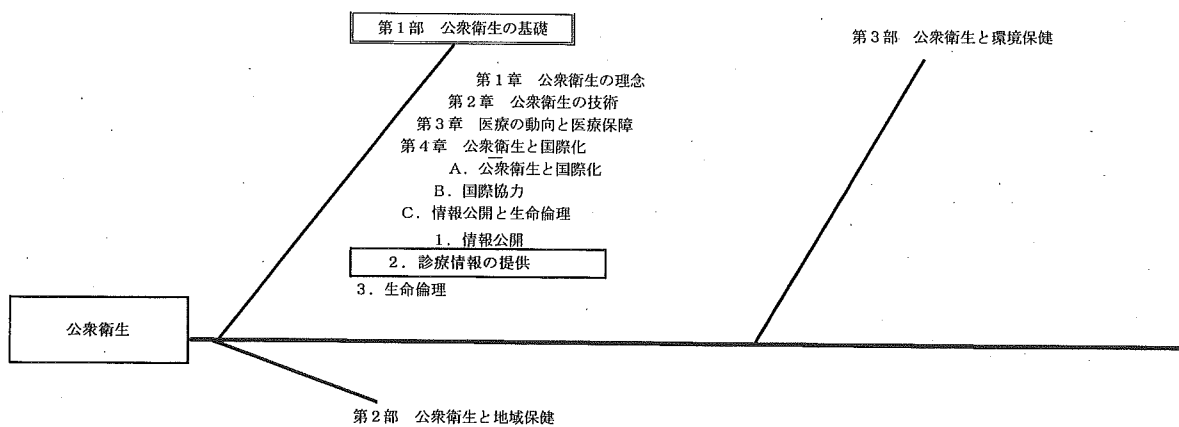 第1部 公衆衛生の基礎
第3部 公衆衛生と環境保健
第1章 公衆衛生の理念
第2章 公衆衛生の技術
第3章 医療の動向と医療保障
第4章 公衆衛生と国際化
A．公衆衛生と国際化
B．国際協力
C．情報公開と生命倫理
1．情報公開
2．診療情報の提供
3．生命倫理
公衆衛生
第2部 公衆衛生と地域保健